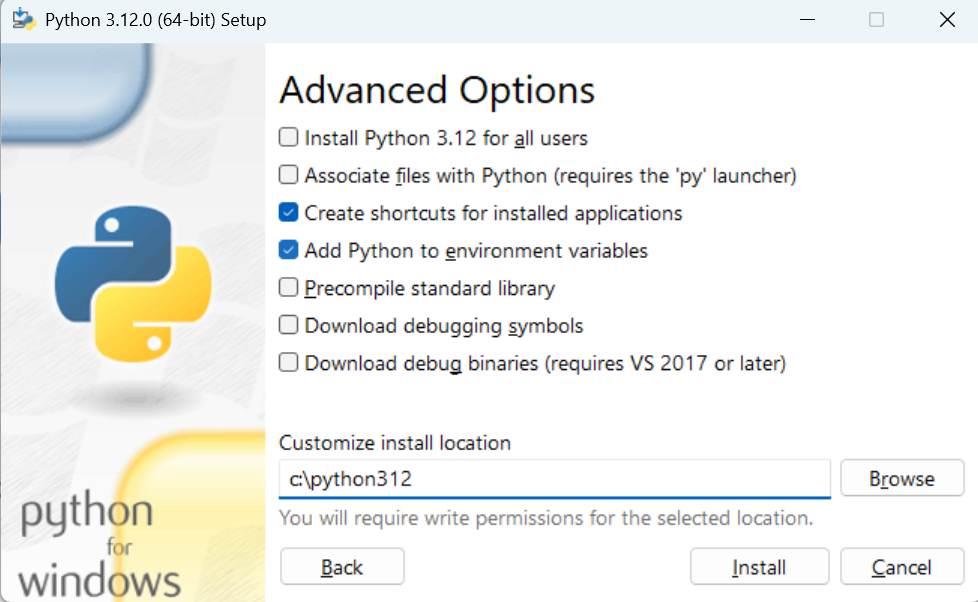 Python 3.12.0 (64-bit) Setup
Advanced Options
Install Python 3.12 for all users
Associate files with Python (requires the 'py' launcher)
Create shortcuts for installed applications
Add Python to environment variables
Precompile standard library
Download debugging symbols
Download debug binaries (requires VS 2017 or later)
Customize install location
c:\python312
Browse
You will require write permissions for the selected location.
python
for
windows
Back
Install
Cancel